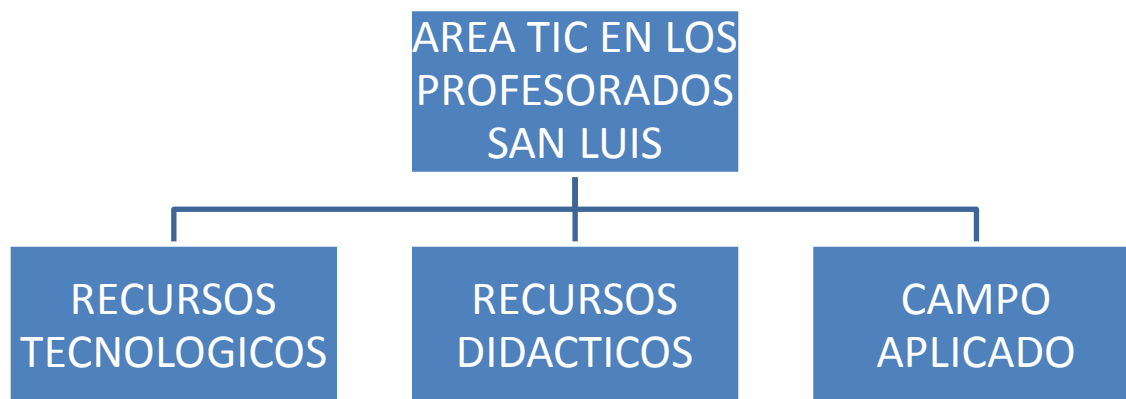 AREA TIC EN LOS
PROFESORADOS
SAN LUIS
RECURSOS
TECNOLOGICOS
RECURSOS
DIDACTICOS
CAMPO
APLICADO